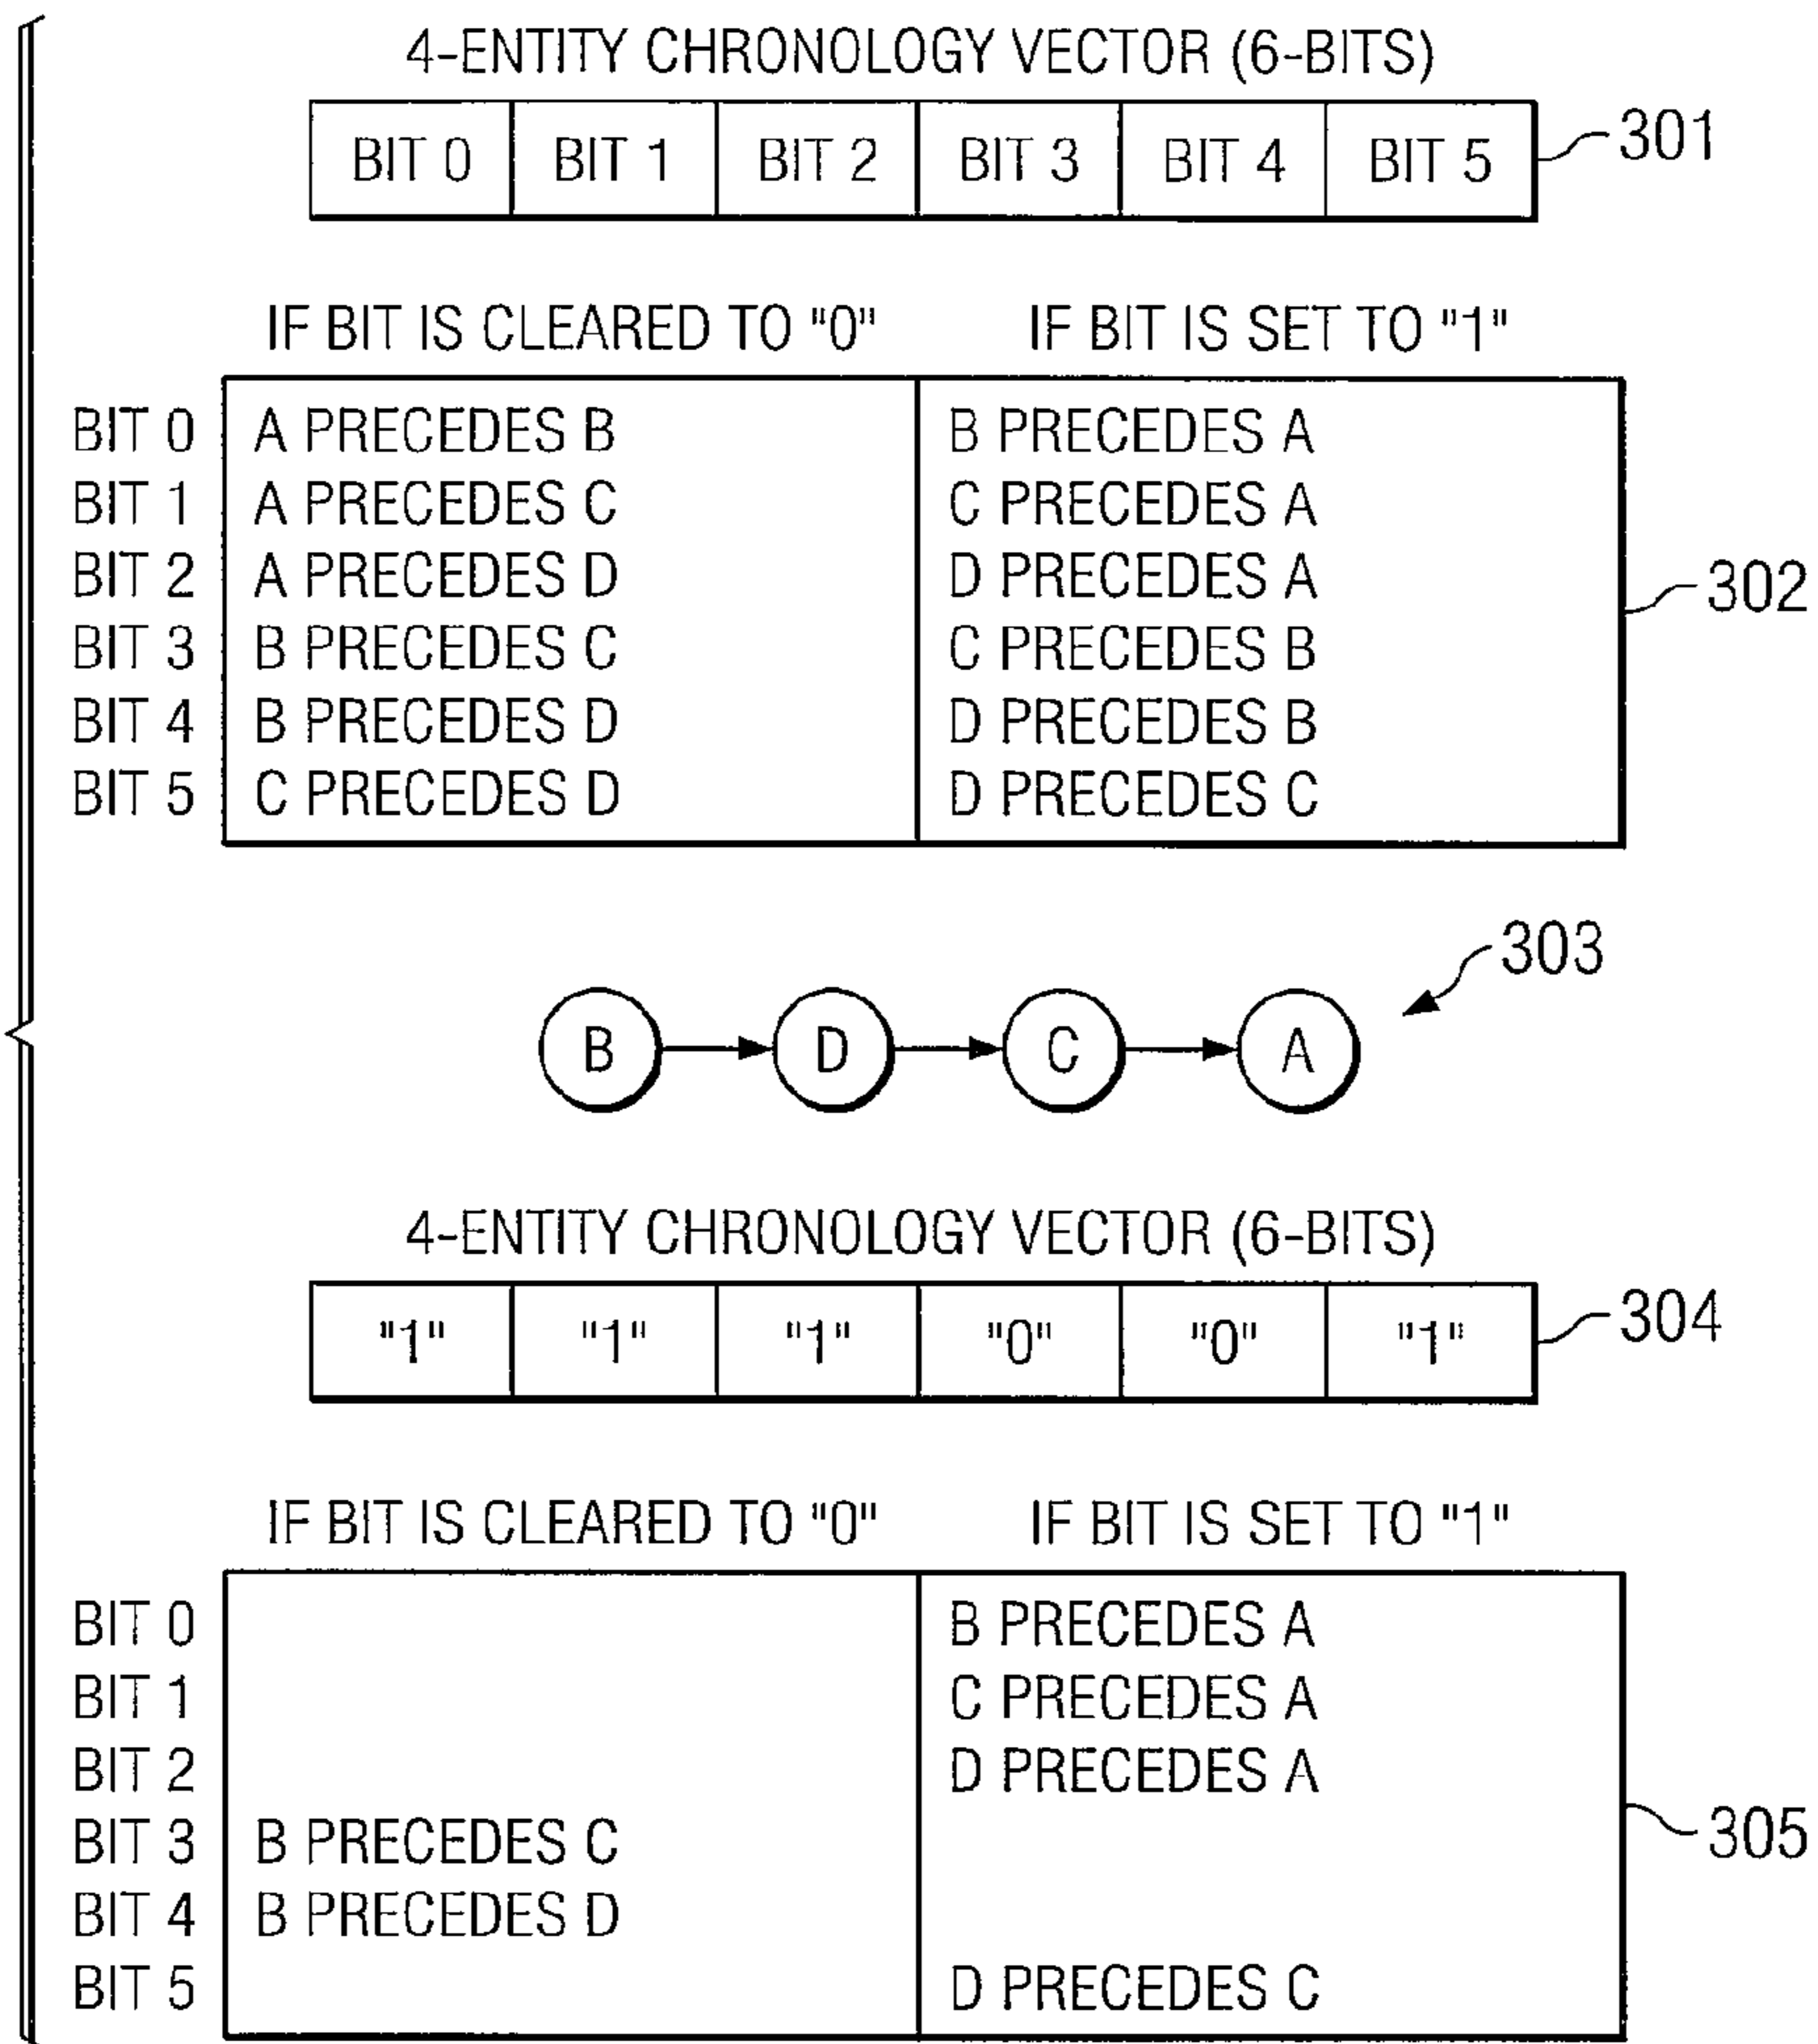 4-ENTITY CHRONOLOGY VECTOR (6-BITS)
BIT 0 BIT 1 BIT 2 BIT 3 BIT 4 BIT 5 301
IF BIT IS CLEARED TO "0" IF BIT IS SET TO "1"
BIT 0 A PRECEDES B B PRECEDES A
BIT 1 A PRECEDES C C PRECEDES A
BIT 2 A PRECEDES D D PRECEDES A
302
BIT 3 B PRECEDES C C PRECEDES B
BIT 4 B PRECEDES D D PRECEDES B
BIT 5 C PRECEDES D D PRECEDES C
303
B D C A
4-ENTITY CHRONOLOGY VECTOR (6-BITS)
"1" "1" "1" "0" "0" "1" 304
IF BIT IS CLEARED TO "0" IF BIT IS SET TO "1"
BIT 0 B PRECEDES A
BIT 1 C PRECEDES A
BIT 2 D PRECEDES A
BIT 3 B PRECEDES C 305
BIT 4 B PRECEDES D
BIT 5 D PRECEDES C